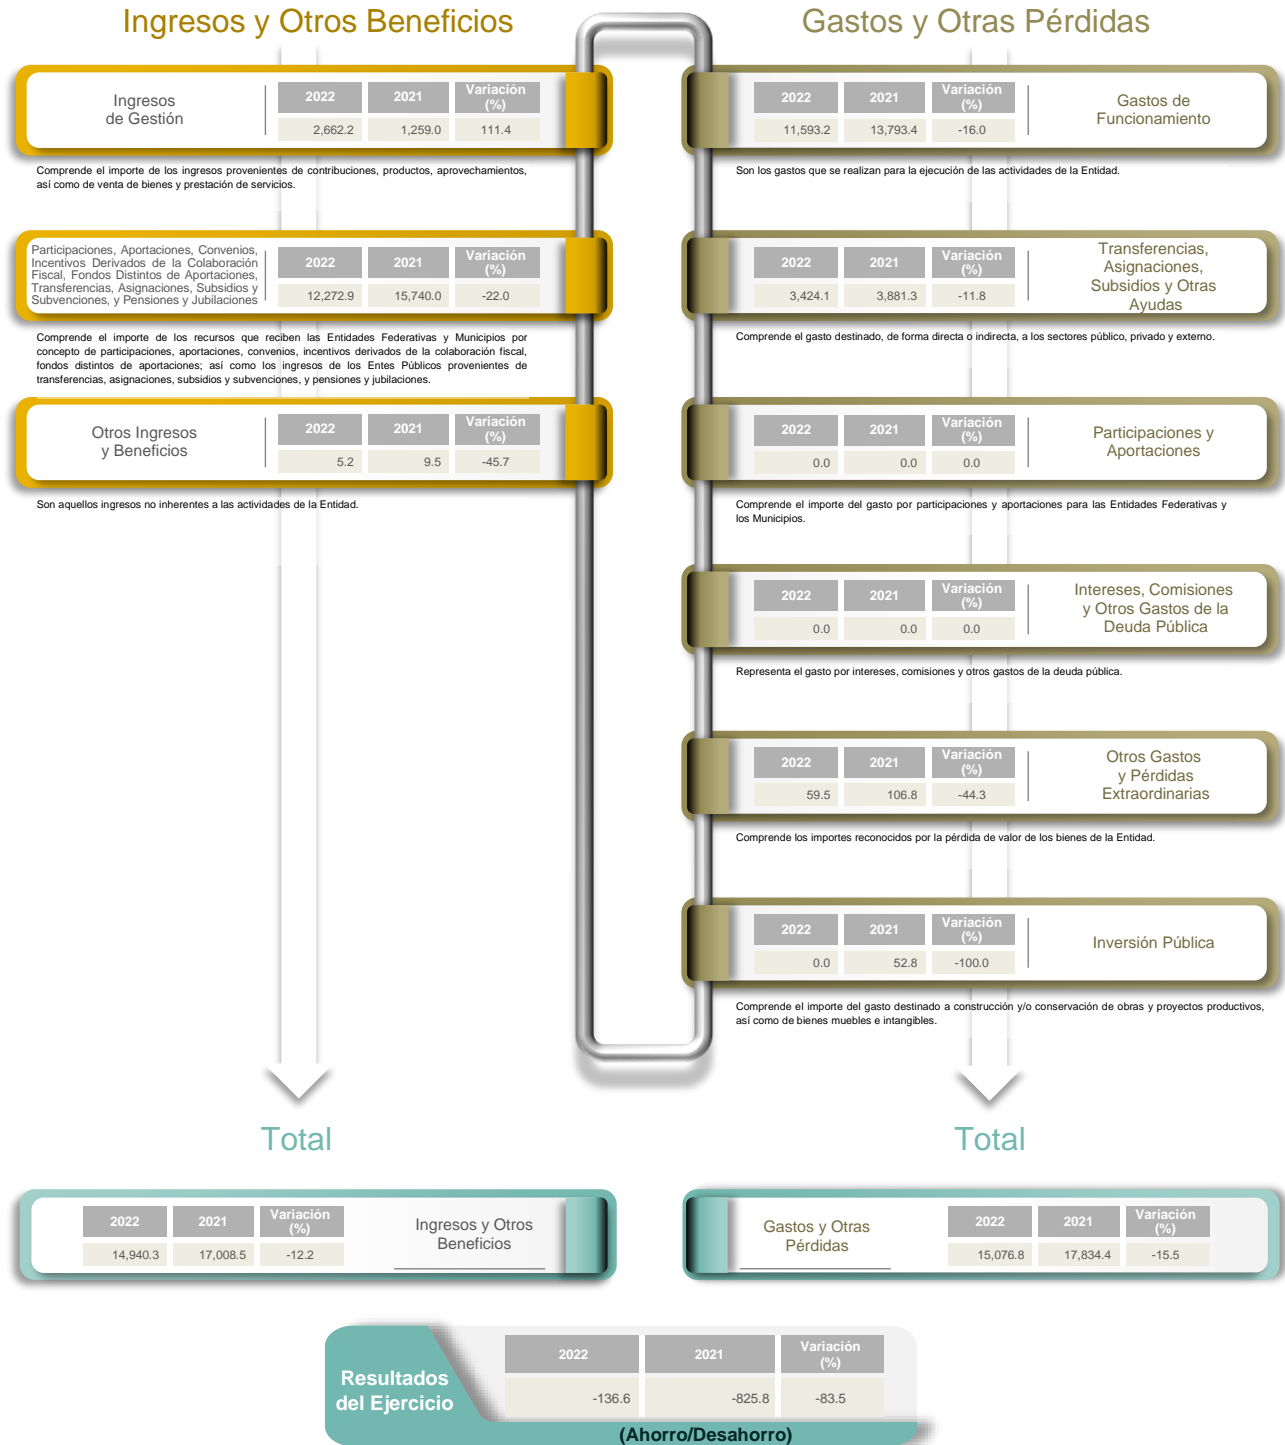 Ingresos y Otros Beneficios
Ingresos
de Gestión
2022 2021 Variación (%)
2,662.2 1,259.0 111.4
Comprende el importe de los ingresos provenientes de contribuciones, productos, aprovechamientos,
así como de venta de bienes y prestación de servicios.
Participaciones, Aportaciones, Convenios,
Incentivos Derivados de la Colaboración
Fiscal, Fondos Distintos de Aportaciones,
Transferencias, Asignaciones, Subsidios y
Subvenciones, y Pensiones y Jubilaciones
2022 2021 Variación (%)
12,272.9 15,740.0 -22.0
Comprende el importe de los recursos que reciben las Entidades Federativas y Municipios por
concepto de participaciones, aportaciones, convenios, incentivos derivados de la colaboración fiscal,
fondos distintos de aportaciones; así como los ingresos de los Entes Públicos provenientes de
transferencias, asignaciones, subsidios y subvenciones, y pensiones y jubilaciones.
Otros Ingresos
y Beneficios
2022 2021 Variación (%)
5.2 9.5 -45.7
Son aquellos ingresos no inherentes a las actividades de la Entidad.
Gastos y Otras Pérdidas
2022 2021 Variación (%)
11,593.2 13,793.4 -16.0
Gastos de
Funcionamiento
Son los gastos que se realizan para la ejecución de las actividades de la Entidad.
2022 2021 Variación (%)
3,424.1 3,881.3 -11.8
Transferencias,
Asignaciones,
Subsidios y Otras
Ayudas
Comprende el gasto destinado, de forma directa o indirecta, a los sectores público, privado y externo.
2022 2021 Variación (%)
0.0 0.0 0.0
Participaciones y
Aportaciones
Comprende el importe del gasto por participaciones y aportaciones para las Entidades Federativas y
los Municipios.
2022 2021 Variación (%)
0.0 0.0 0.0
Intereses, Comisiones
y Otros Gastos de la
Deuda Pública
Representa el gasto por intereses, comisiones y otros gastos de la deuda pública.
2022 2021 Variación (%)
59.5 106.8 -44.3
Otros Gastos
y Pérdidas
Extraordinarias
Comprende los importes reconocidos por la pérdida de valor de los bienes de la Entidad.
2022 2021 Variación (%)
0.0 52.8 -100.0
Inversión Pública
Comprende el importe del gasto destinado a construcción y/o conservación de obras y proyectos productivos,
así como de bienes muebles e intangibles.
Total
2022 2021 Variación (%)
14,940.3 17,008.5 -12.2
Ingresos y Otros
Beneficios
Total
Gastos y Otras
Pérdidas
2022 2021 Variación (%)
15,076.8 17,834.4 -15.5
Resultados
del Ejercicio
2022 2021 Variación (%)
-136.6 -825.8 -83.5
(Ahorro/Desahorro)